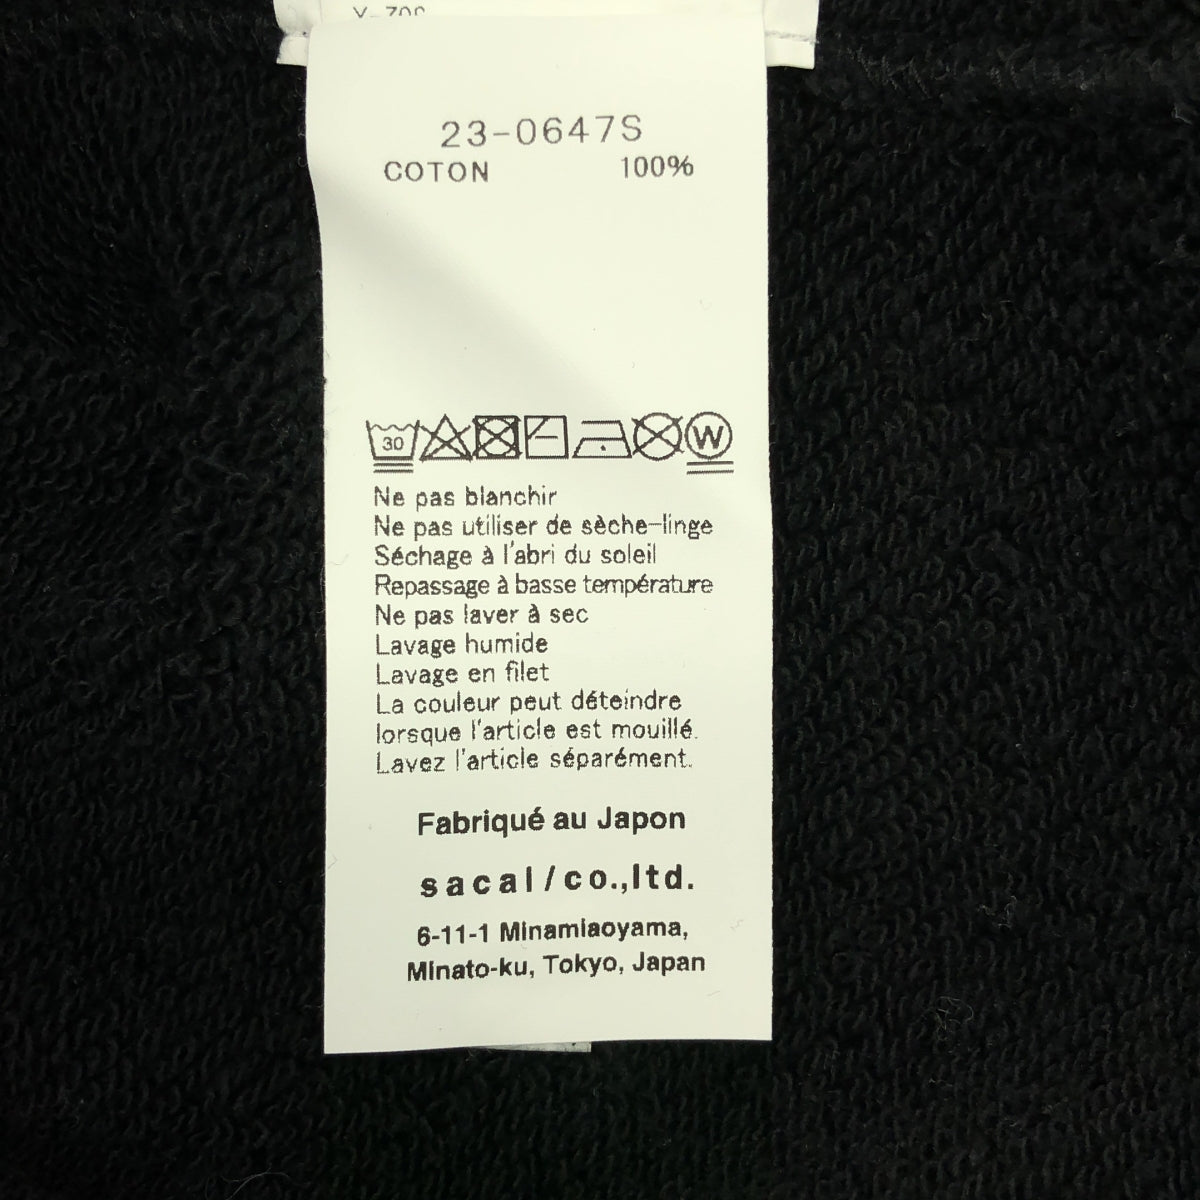 23-0647S
COTON 100%
30 W
Ne pas blanchir
Ne pas utiliser de sèche-linge
Séchage à l'abri du soleil
Repassage à basse température
Ne pas laver à sec
Lavage humide
Lavage en filet
La couleur peut déteindre
lorsque l'article est mouillé.
Lavez l'article séparément.
Fabriqué au Japon
sacai/co.,ltd.
6-11-1 Minamiaoyama,
Minato-ku, Tokyo, Japan